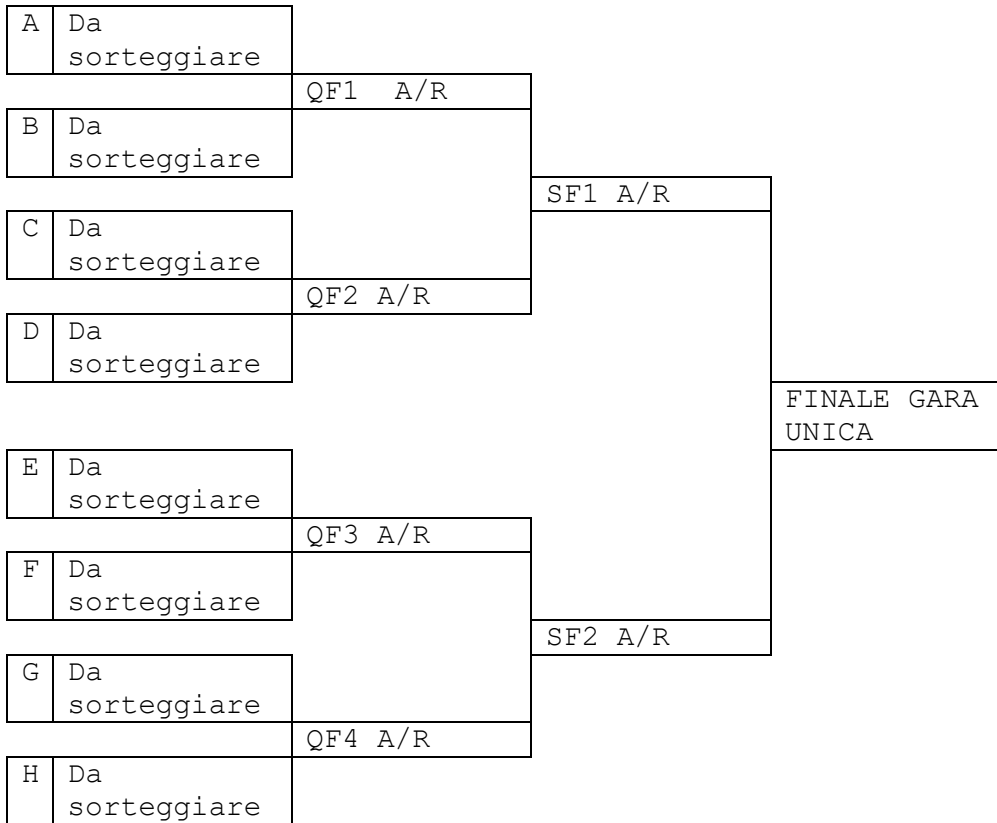 A Da
sorteggiare
QF1 A/R
B Da
sorteggiare
SF1 A/R
C Da
sorteggiare
QF2 A/R
D Da
sorteggiare
FINALE GARA
UNICA
E Da
sorteggiare
QF3 A/R
F Da
sorteggiare
SF2 A/R
G Da
sorteggiare
QF4 A/R
H Da
sorteggiare